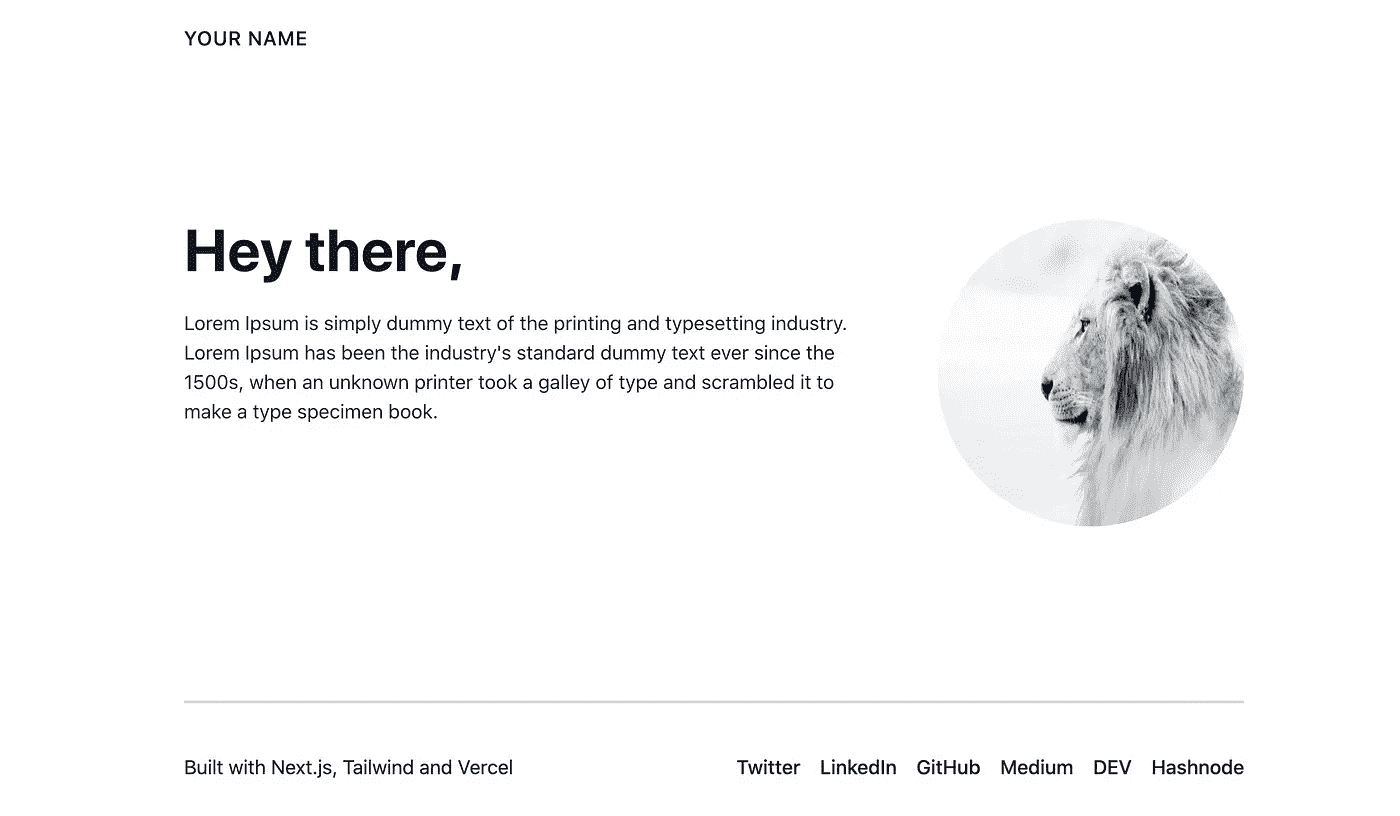 YOUR NAME
Hey there,
Lorem Ipsum is simply dummy text of the printing and typesetting industry.
Lorem Ipsum has been the industry's standard dummy text ever since the
1500s, when an unknown printer took a galley of type and scrambled it to
make a type specimen book.
Built with Next.js, Tailwind and Vercel
Twitter LinkedIn GitHub Medium DEV Hashnode